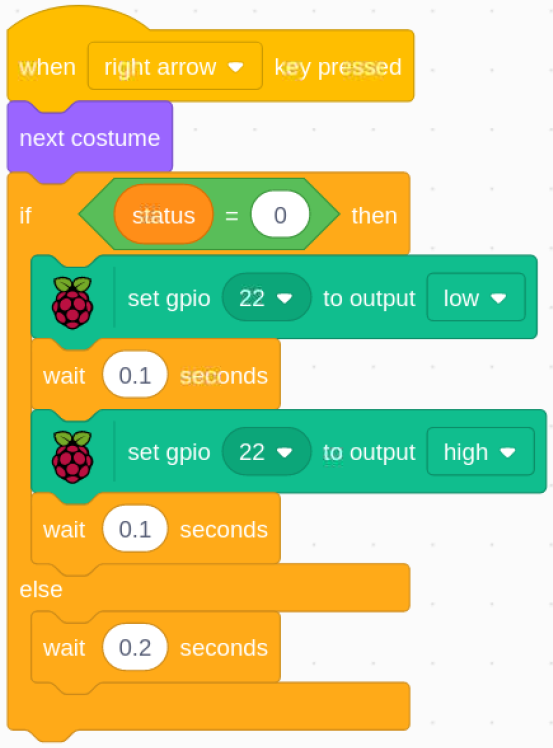 when right arrow key pressed
next costume
if status = 0 then
set gpio 22 to output low
wait 0.1 seconds
set gpio 22 to output high
wait 0.1 seconds
else
wait 0.2 seconds